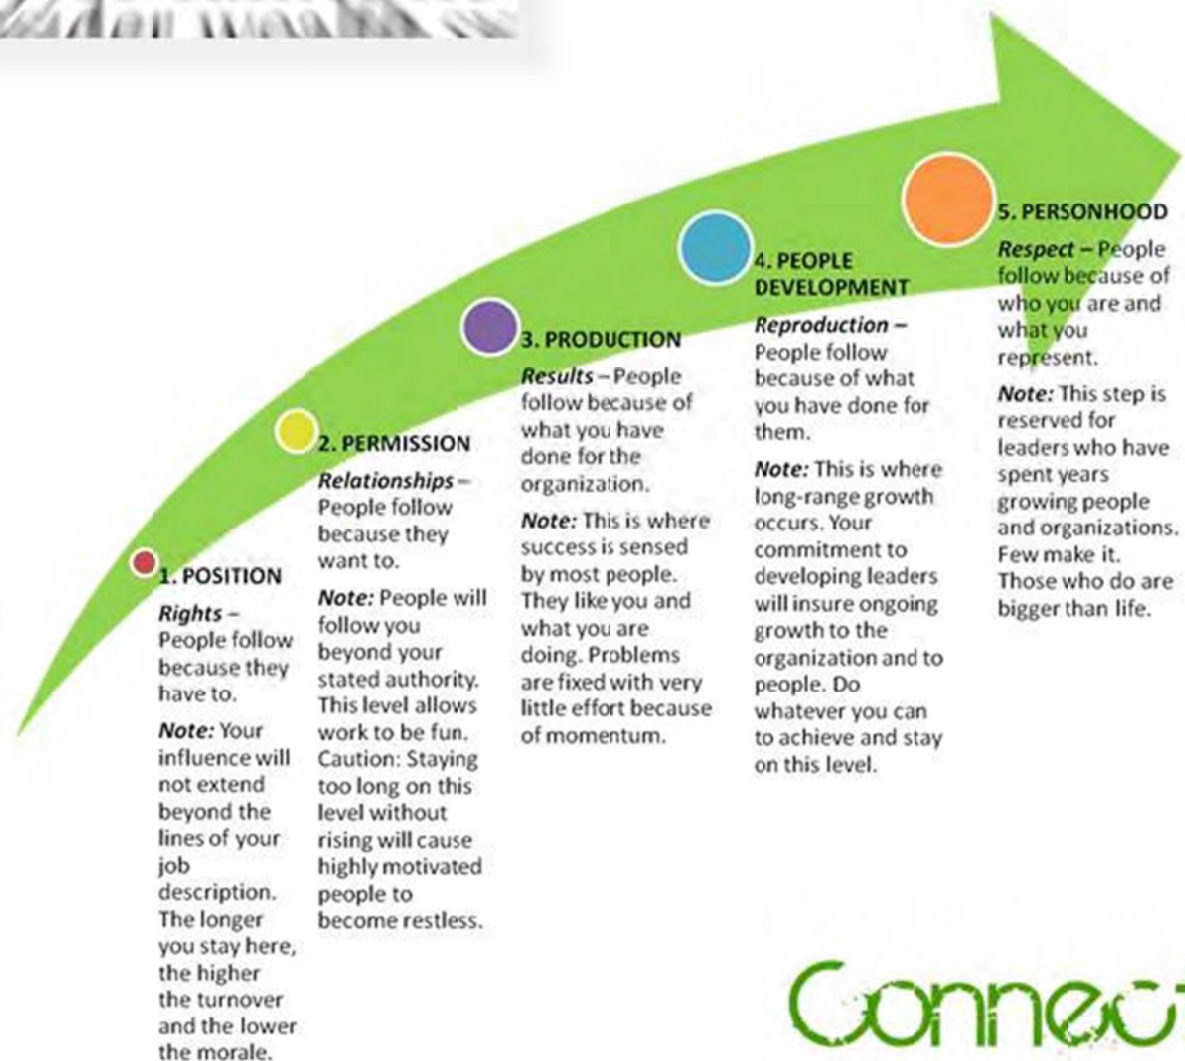 1. POSITION
Rights –
People follow
because they
have to.
Note: Your
influence will
not extend
beyond the
lines of your
job
description.
The longer
you stay here,
the higher
the turnover
and the lower
the morale.
2. PERMISSION
Relationships –
People follow
because they
want to.
Note: People will
follow you
beyond your
stated authority.
This level allows
work to be fun.
Caution: Staying
too long on this
level without
rising will cause
highly motivated
people to
become restless.
3. PRODUCTION
Results – People
follow because of
what you have
done for the
organization.
Note: This is where
success is sensed
by most people.
They like you and
what you are
doing. Problems
are fixed with very
little effort because
of momentum.
4. PEOPLE
DEVELOPMENT
Reproduction –
People follow
because of what
you have done for
them.
Note: This is where
long-range growth
occurs. Your
commitment to
developing leaders
will insure ongoing
growth to the
organization and to
people. Do
whatever you can
to achieve and stay
on this level.
5. PERSONHOOD
Respect – People
follow because of
who you are and
what you
represent.
Note: This step is
reserved for
leaders who have
spent years
growing people
and organizations.
Few make it.
Those who do are
bigger than life.
Connect